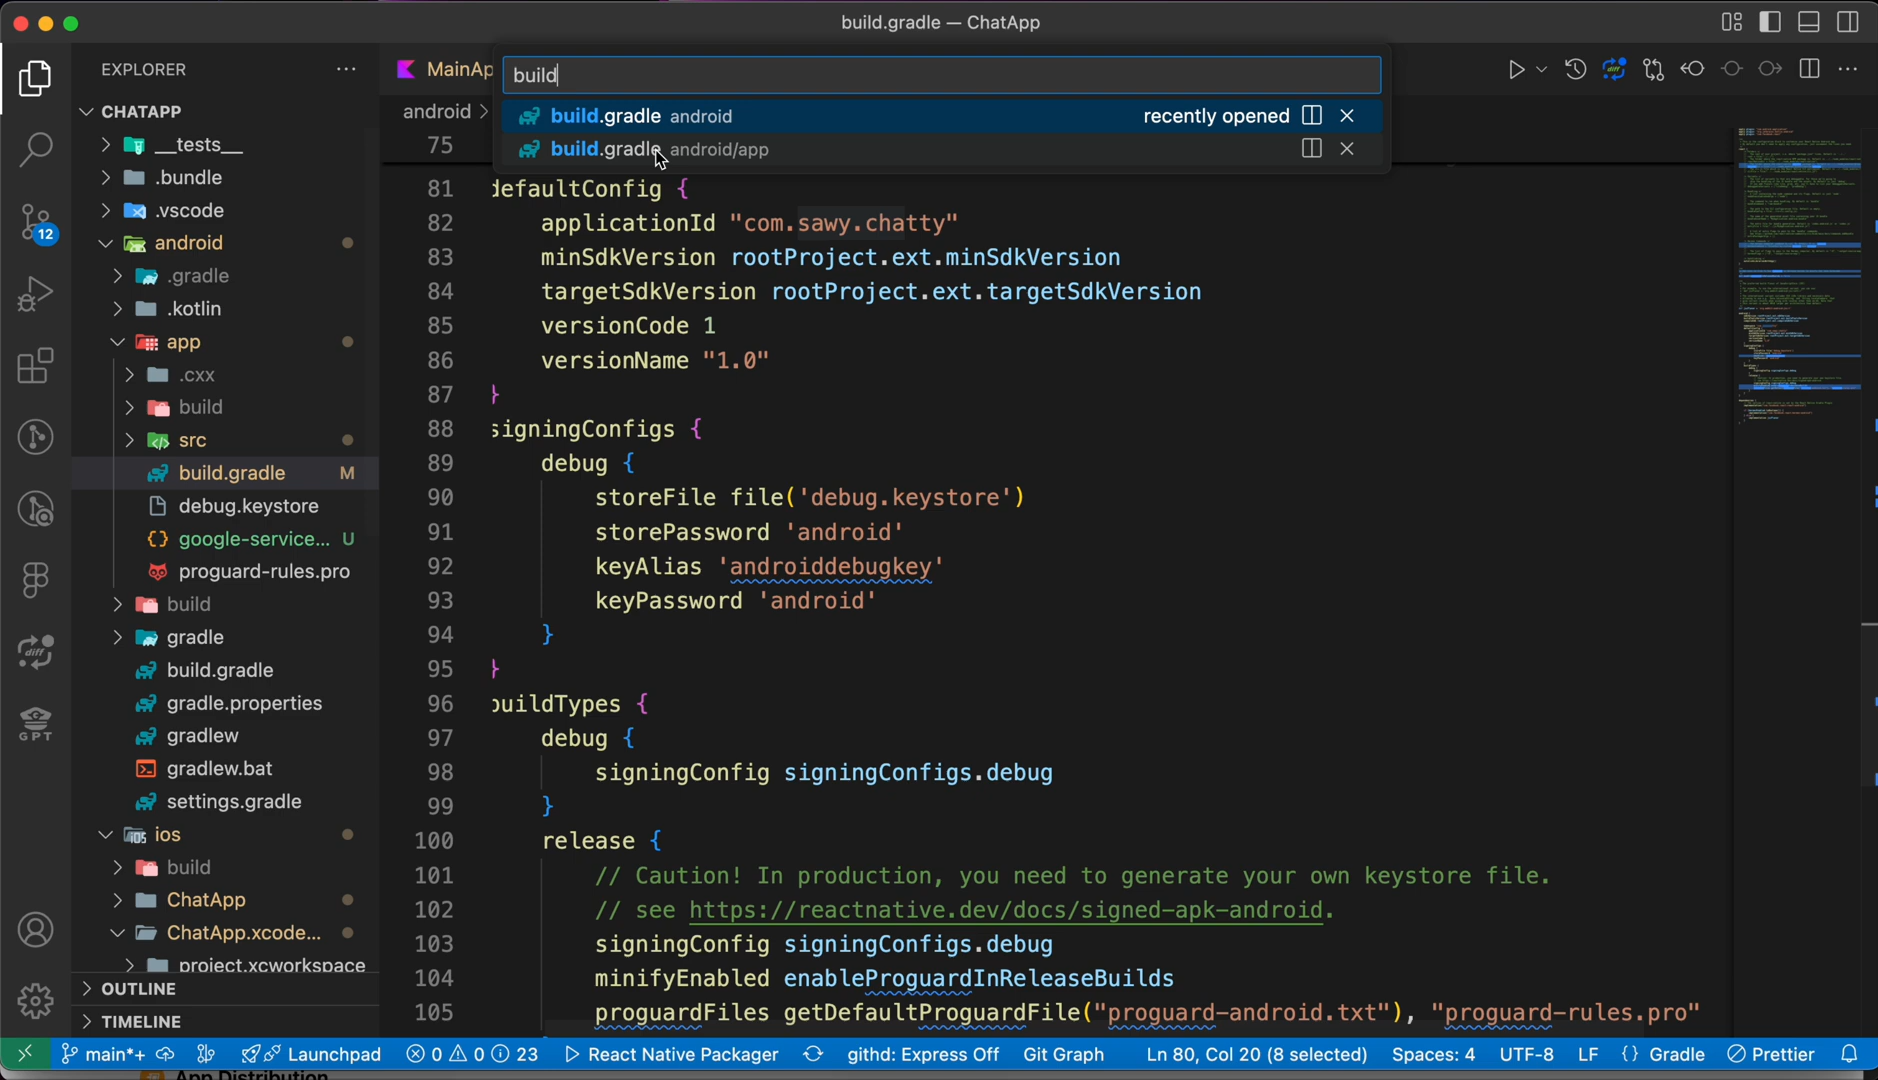 build.gradle — ChatApp
EXPLORER
CHATAPP
__tests__
.bundle
.vscode
android
.gradle
.kotlin
app
.cxx
build
src
build.gradle M
debug.keystore
google-service... U
proguard-rules.pro
build
gradle
build.gradle
gradle.properties
gradlew
gradlew.bat
settings.gradle
ios
build
ChatApp
ChatApp.xcode...
project.xcworkspace
OUTLINE
TIMELINE
12
diff
GPT
MainAp
android >
build
build.gradle android recently opened
build.gradle android/app
diff
75
81 defaultConfig {
82 applicationId "com.sawy.chatty"
83 minSdkVersion rootProject.ext.minSdkVersion
84 targetSdkVersion rootProject.ext.targetSdkVersion
85 versionCode 1
86 versionName "1.0"
87 }
88 signingConfigs {
89 debug {
90 storeFile file('debug.keystore')
91 storePassword 'android'
92 keyAlias 'androiddebugkey'
93 keyPassword 'android'
94 }
95 }
96 buildTypes {
97 debug {
98 signingConfig signingConfigs.debug
99 }
100 release {
101 // Caution! In production, you need to generate your own keystore file.
102 // see https://reactnative.dev/docs/signed-apk-android.
103 signingConfig signingConfigs.debug
104 minifyEnabled enableProguardInReleaseBuilds
105 proguardFiles getDefaultProguardFile("proguard-android.txt"), "proguard-rules.pro"
main*+ Launchpad 0 0 23 React Native Packager githd: Express Off Git Graph Ln 80, Col 20 (8 selected) Spaces: 4 UTF-8 LF {} Gradle Prettier
App Distribution